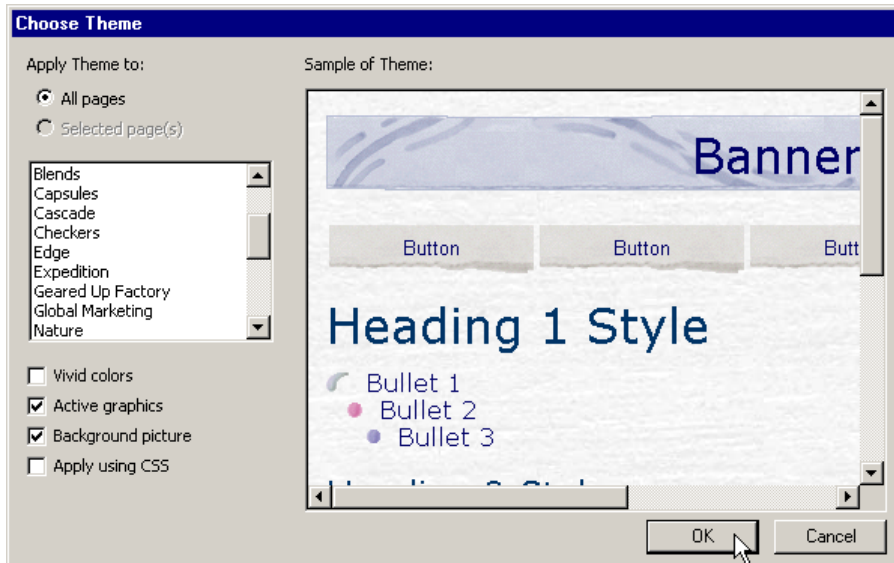 Choose Theme
Apply Theme to:
All pages
Selected page(s)
Blends
Capsules
Cascade
Checkers
Edge
Expedition
Geared Up Factory
Global Marketing
Nature
Vivid colors
Active graphics
Background picture
Apply using CSS
Sample of Theme:
Banner
Button Button Butt
Heading 1 Style
Bullet 1
Bullet 2
Bullet 3
OK Cancel